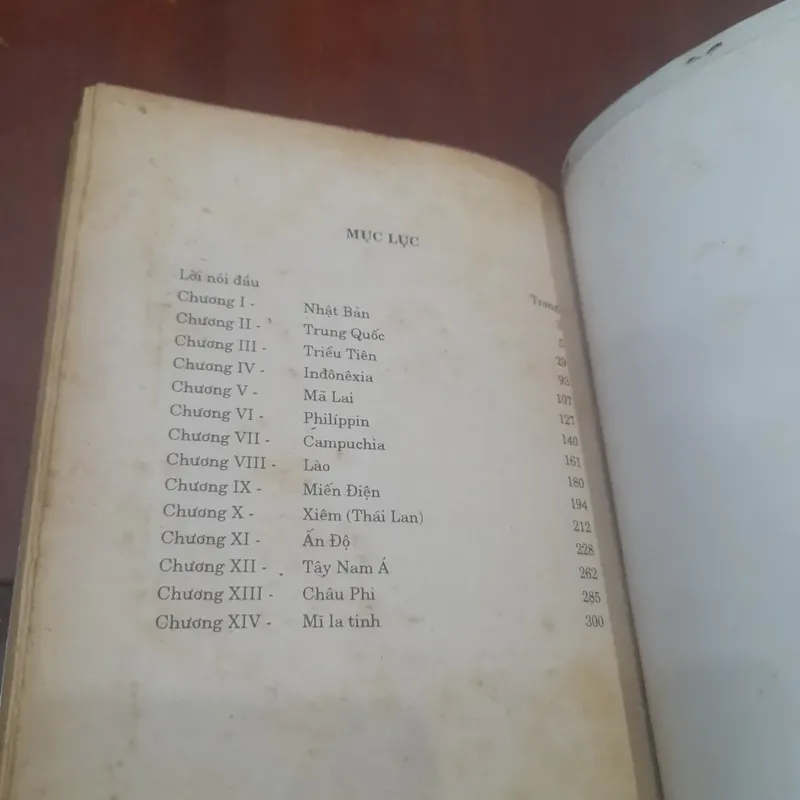 MỤC LỤC
Trang
Lời nói đầu
Chương I - Nhật Bản 5
Chương II - Trung Quốc 29
Chương III - Triều Tiên 93
Chương IV - Inđônêxia 107
Chương V - Mã Lai 127
Chương VI - Philíppin 140
Chương VII - Campuchia 161
Chương VIII - Lào 180
Chương IX - Miến Điện 194
Chương X - Xiêm (Thái Lan) 212
Chương XI - Ấn Độ 228
Chương XII - Tây Nam Á 262
Chương XIII - Châu Phi 285
Chương XIV - Mĩ la tinh 300